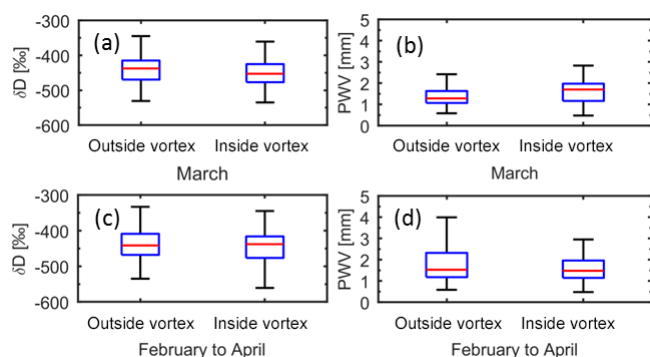 -300
-400
-500
-600
δD [‰]
(a)
Outside vortex Inside vortex
March
5
4
3
2
1
0
PWV [mm]
(b)
Outside vortex Inside vortex
March
-300
-400
-500
-600
δD [‰]
(c)
Outside vortex Inside vortex
February to April
5
4
3
2
1
0
PWV [mm]
(d)
Outside vortex Inside vortex
February to April